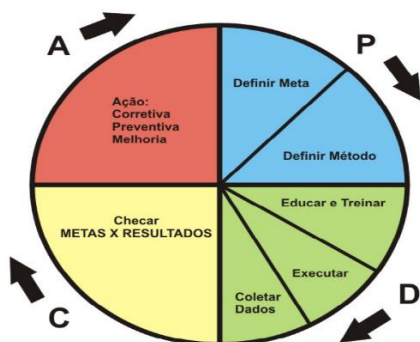 A
P
Ação:
Corretiva
Preventiva
Melhoria
Definir Meta
Definir Método
Checar
METAS X RESULTADOS
Educar e Treinar
Executar
Coletar
Dados
C
D